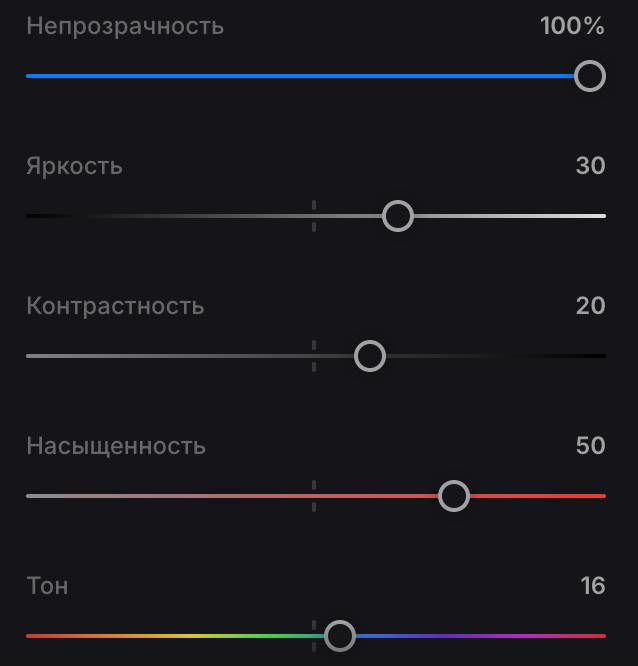 Непрозрачность 100%
Яркость 30
Контрастность 20
Насыщенность 50
Тон 16